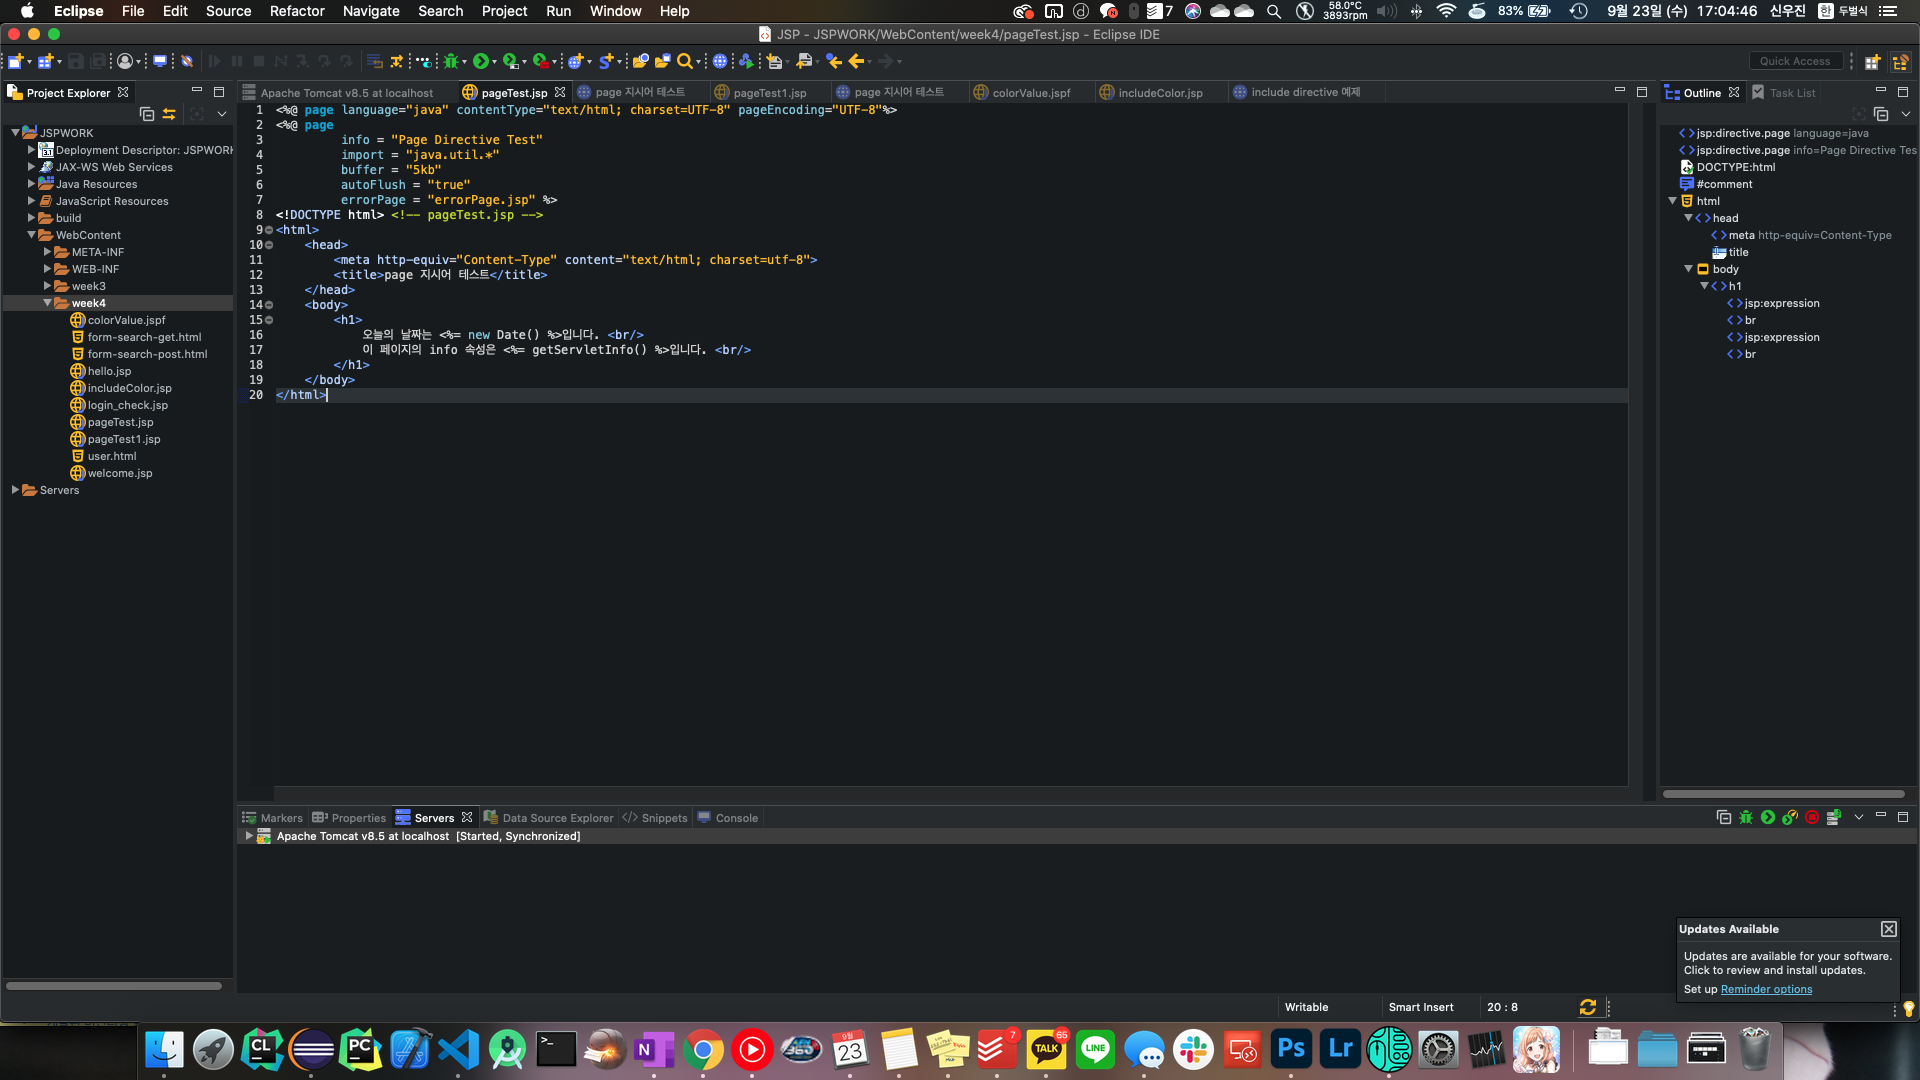 Eclipse File Edit Source Refactor Navigate Search Project Run Window Help
7 58.0°C 3893rpm 83% 9월 23일 (수) 17:04:46 신우진 한 두벌식
JSP - JSPWORK/WebContent/week4/pageTest.jsp - Eclipse IDE
Quick Access
Project Explorer
JSPWORK
Deployment Descriptor: JSPWORK
JAX-WS Web Services
Java Resources
JavaScript Resources
build
WebContent
META-INF
WEB-INF
week3
week4
colorValue.jspf
form-search-get.html
form-search-post.html
hello.jsp
includeColor.jsp
login_check.jsp
pageTest.jsp
pageTest1.jsp
user.html
welcome.jsp
Servers
Apache Tomcat v8.5 at localhost pageTest.jsp page 지시어 테스트 pageTest1.jsp page 지시어 테스트 colorValue.jspf includeColor.jsp include directive 예제
1 <%@ page language="java" contentType="text/html; charset=UTF-8" pageEncoding="UTF-8"%>
2 <%@ page
3 info = "Page Directive Test"
4 import = "java.util.*"
5 buffer = "5kb"
6 autoFlush = "true"
7 errorPage = "errorPage.jsp" %>
8 <!DOCTYPE html> <!-- pageTest.jsp -->
9 <html>
10 <head>
11 <meta http-equiv="Content-Type" content="text/html; charset=utf-8">
12 <title>page 지시어 테스트</title>
13 </head>
14 <body>
15 <h1>
16 오늘의 날짜는 <%= new Date() %>입니다. <br/>
17 이 페이지의 info 속성은 <%= getServletInfo() %>입니다. <br/>
18 </h1>
19 </body>
20 </html>
Outline Task List
jsp:directive.page language=java
jsp:directive.page info=Page Directive Tes
DOCTYPE:html
#comment
html
head
meta http-equiv=Content-Type
title
body
h1
jsp:expression
br
jsp:expression
br
Markers Properties Servers Data Source Explorer Snippets Console
Apache Tomcat v8.5 at localhost [Started, Synchronized]
Updates Available
Updates are available for your software.
Click to review and install updates.
Set up Reminder options
Writable Smart Insert 20 : 8
CL PC N 9월 23 7 TALK 65 LINE Ps Lr